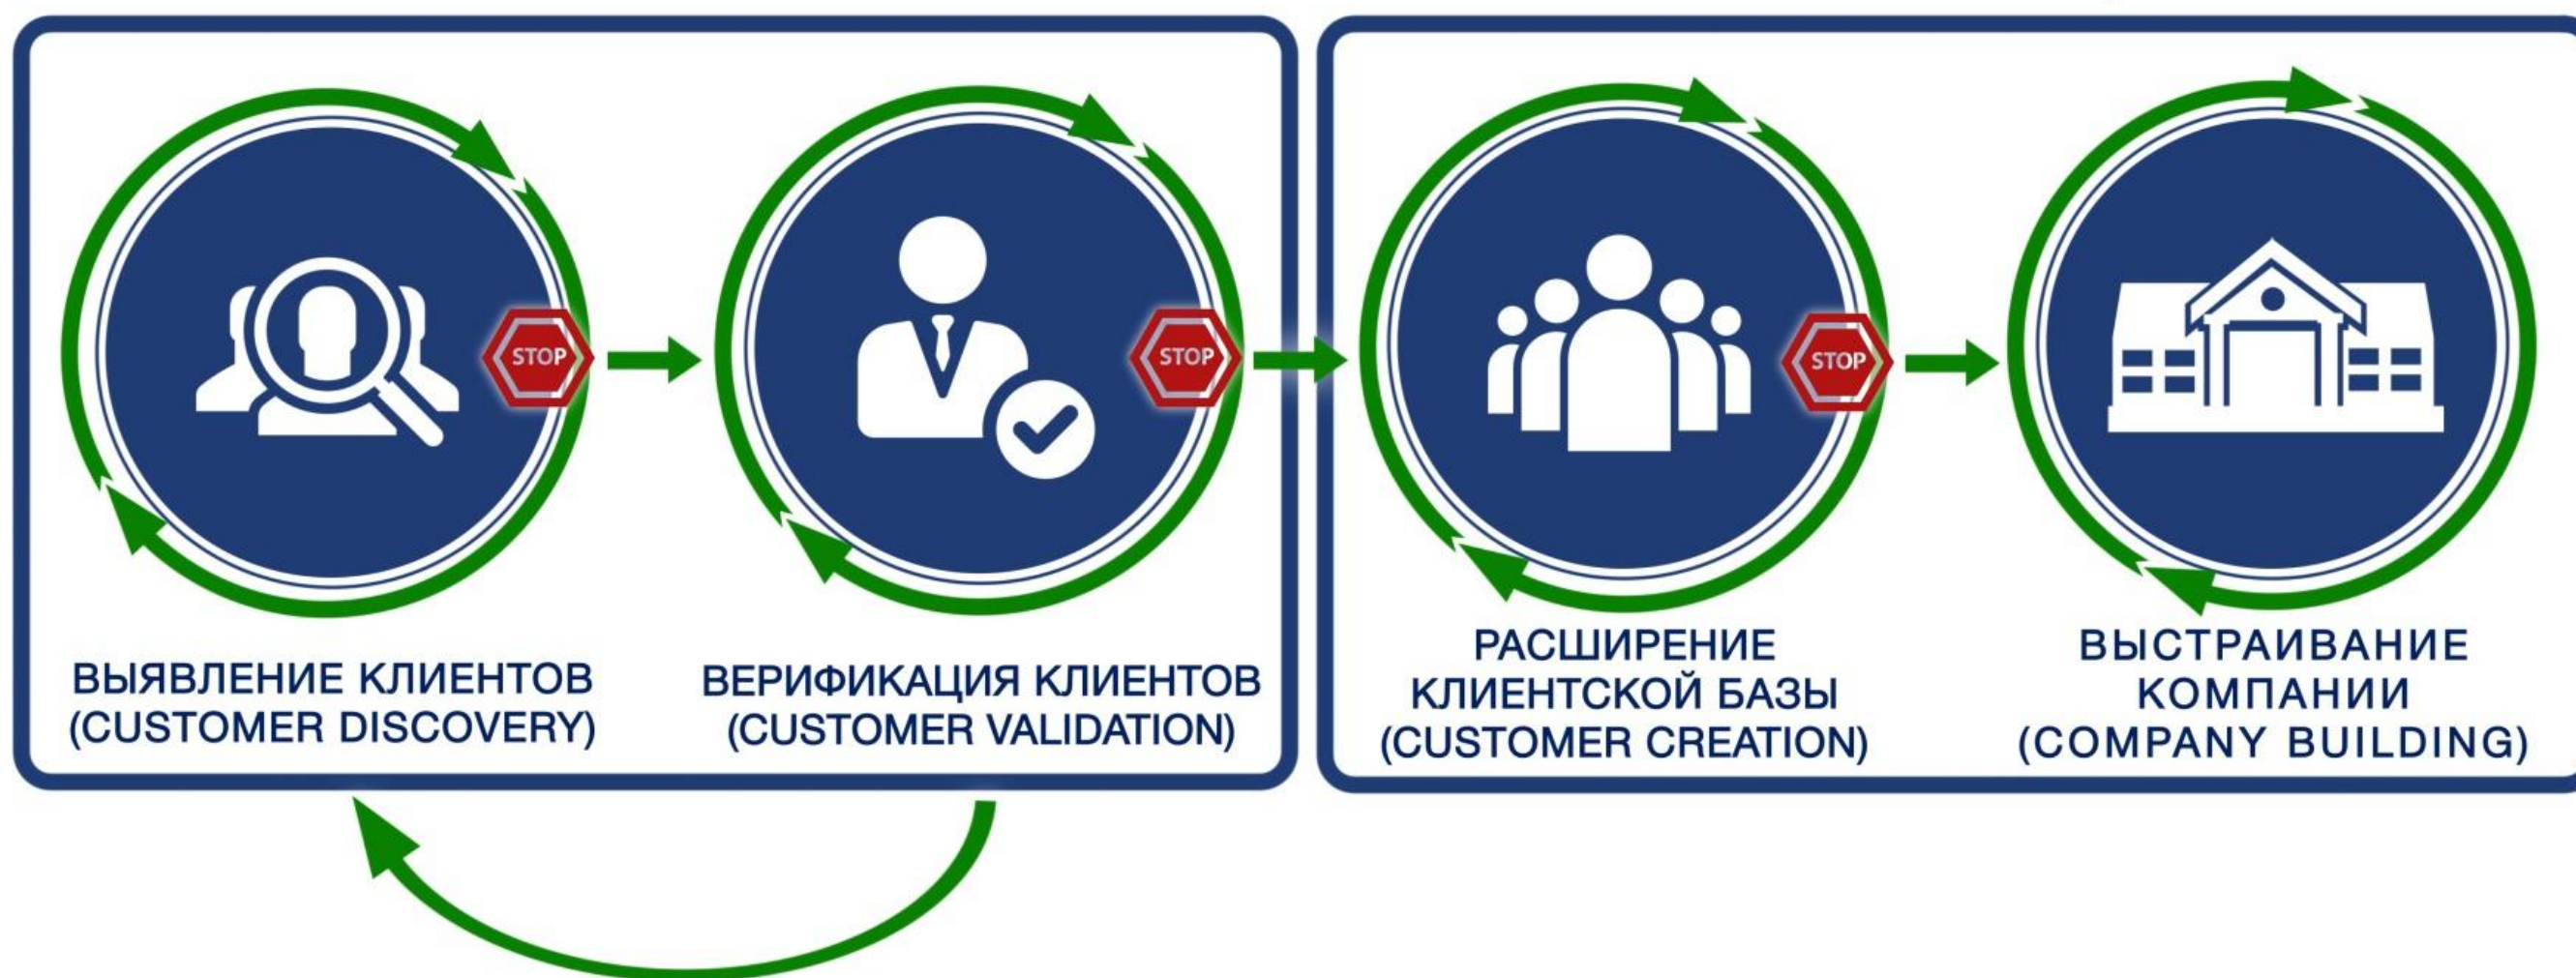 STOP
STOP
STOP
ВЫЯВЛЕНИЕ КЛИЕНТОВ
(CUSTOMER DISCOVERY)
ВЕРИФИКАЦИЯ КЛИЕНТОВ
(CUSTOMER VALIDATION)
РАСШИРЕНИЕ
КЛИЕНТСКОЙ БАЗЫ
(CUSTOMER CREATION)
ВЫСТРАИВАНИЕ
КОМПАНИИ
(COMPANY BUILDING)